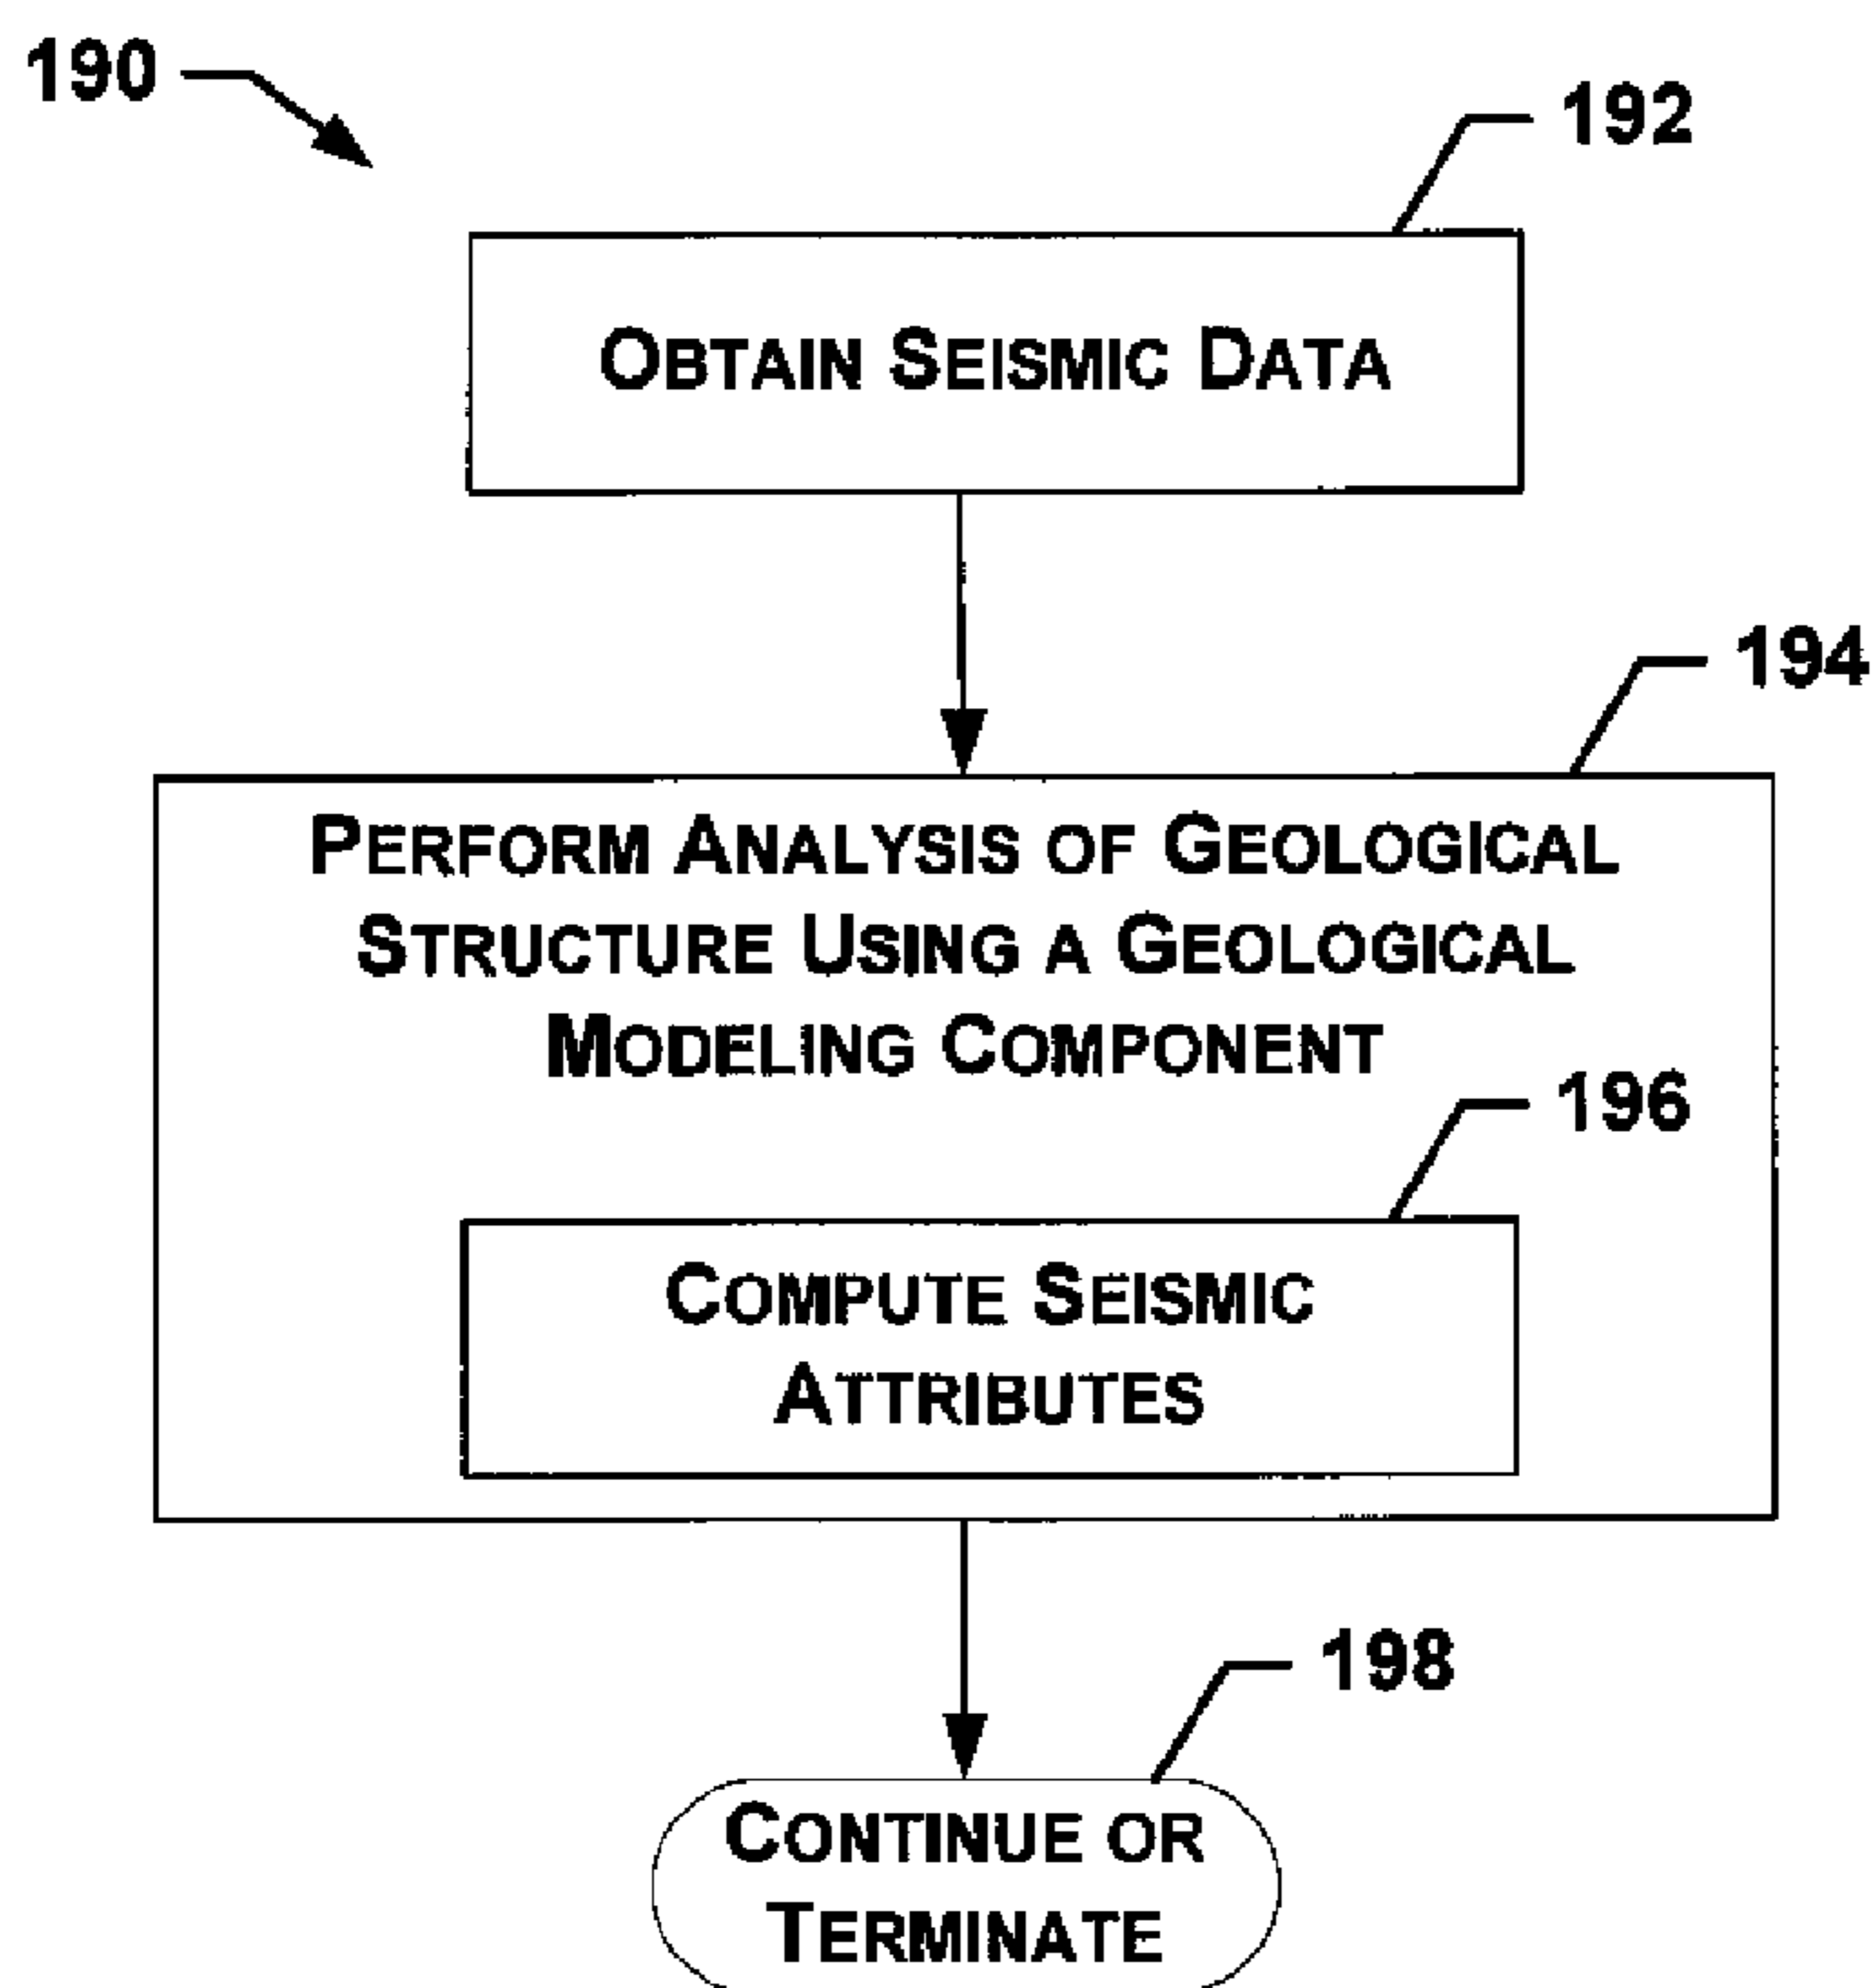 190
192
OBTAIN SEISMIC DATA
194
PERFORM ANALYSIS OF GEOLOGICAL
STRUCTURE USING A GEOLOGICAL
MODELING COMPONENT
196
COMPUTE SEISMIC
ATTRIBUTES
198
CONTINUE OR
TERMINATE